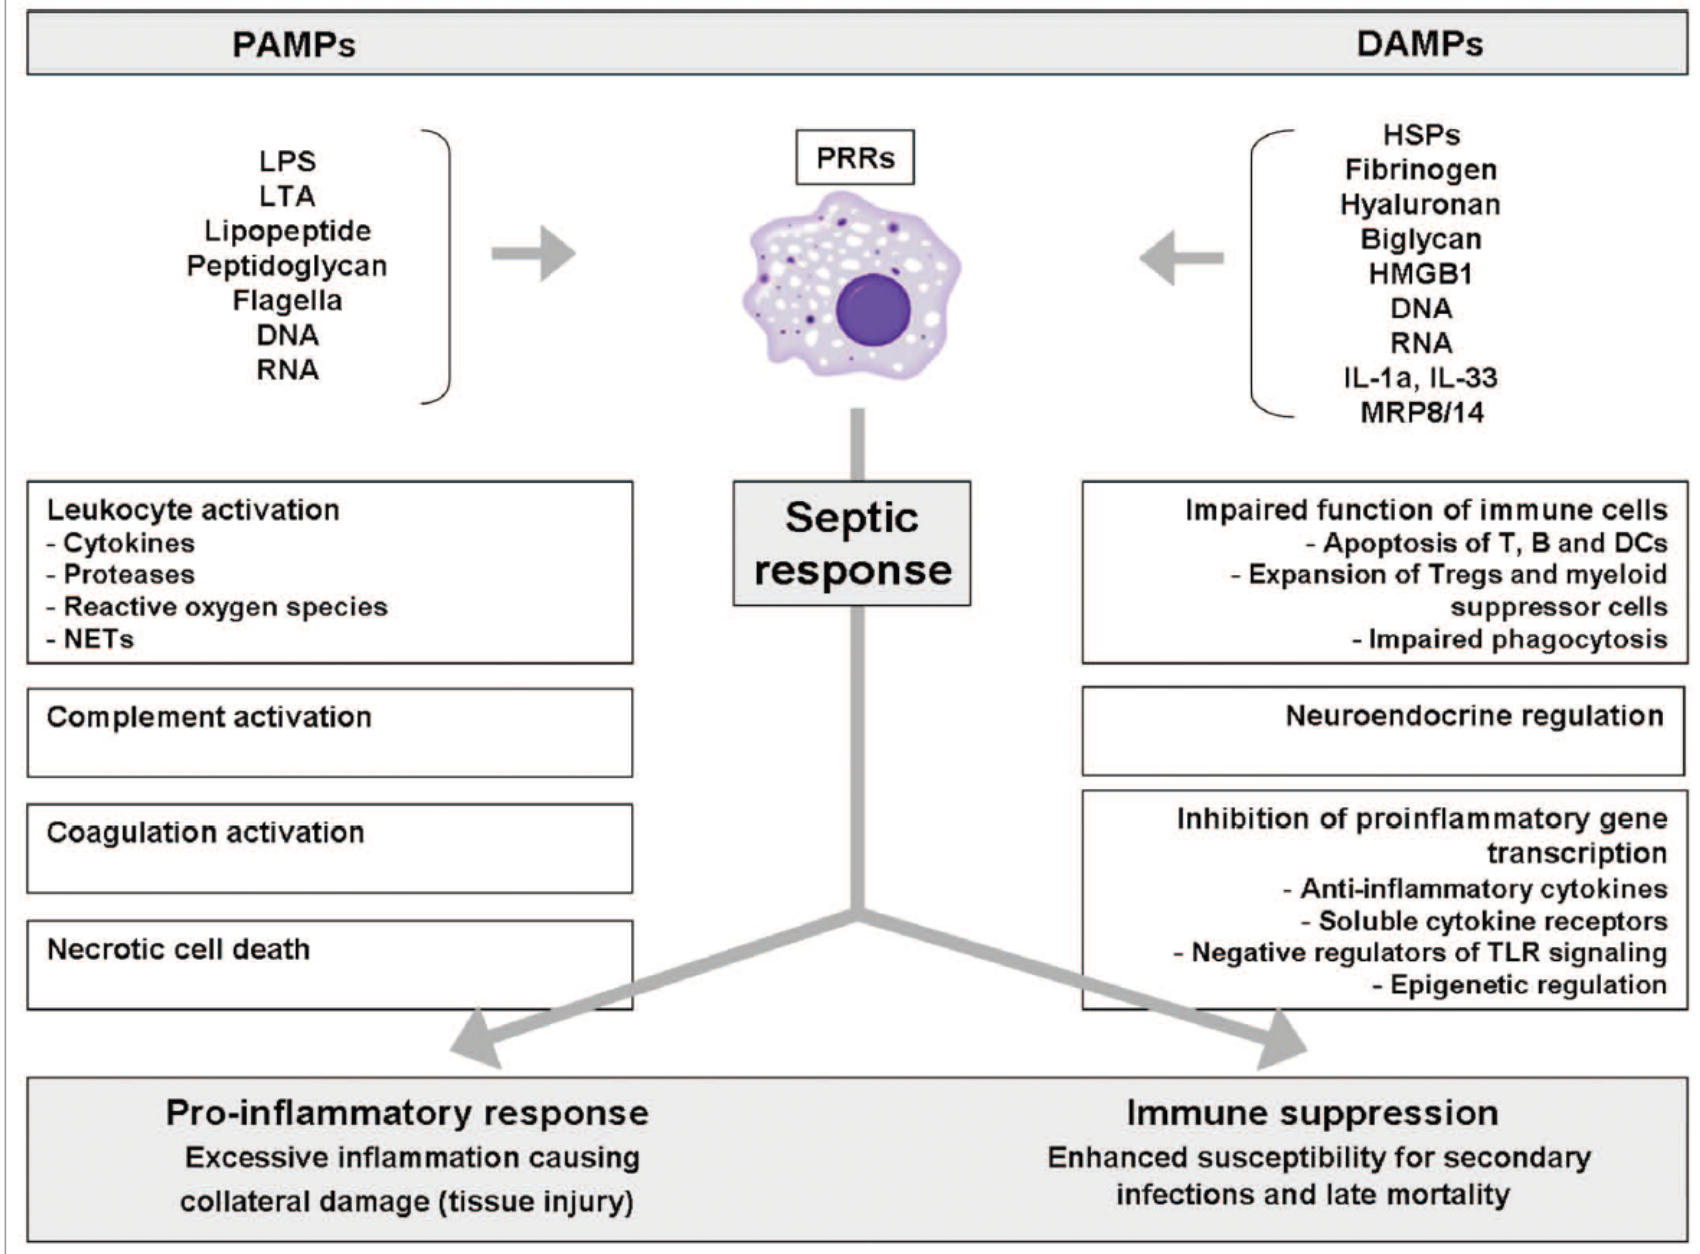 PAMPs
DAMPs
LPS
LTA
Lipopeptide
Peptidoglycan
Flagella
DNA
RNA
PRRs
HSPs
Fibrinogen
Hyaluronan
Biglycan
HMGB1
DNA
RNA
IL-1a, IL-33
MRP8/14
Leukocyte activation
- Cytokines
- Proteases
- Reactive oxygen species
- NETs
Complement activation
Coagulation activation
Necrotic cell death
Septic
response
Impaired function of immune cells
- Apoptosis of T, B and DCs
- Expansion of Tregs and myeloid
suppressor cells
- Impaired phagocytosis
Neuroendocrine regulation
Inhibition of proinflammatory gene
transcription
- Anti-inflammatory cytokines
- Soluble cytokine receptors
- Negative regulators of TLR signaling
- Epigenetic regulation
Pro-inflammatory response
Excessive inflammation causing
collateral damage (tissue injury)
Immune suppression
Enhanced susceptibility for secondary
infections and late mortality